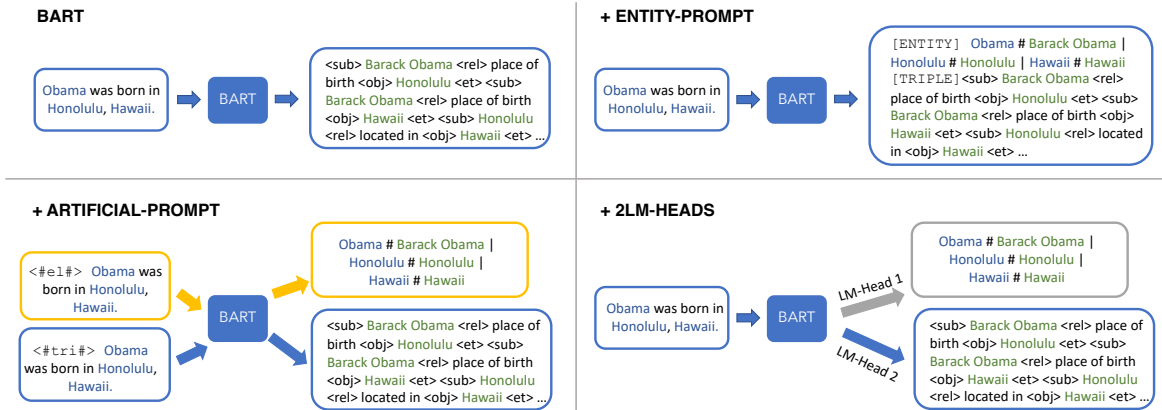 BART
Obama was born in
Honolulu, Hawaii.
BART
<sub> Barack Obama <rel> place of
birth <obj> Honolulu <et> <sub>
Barack Obama <rel> place of birth
<obj> Hawaii <et> <sub> Honolulu
<rel> located in <obj> Hawaii <et> ...
+ ENTITY-PROMPT
Obama was born in
Honolulu, Hawaii.
BART
[ENTITY] Obama # Barack Obama |
Honolulu # Honolulu | Hawaii # Hawaii
[TRIPLE]<sub> Barack Obama <rel>
place of birth <obj> Honolulu <et> <sub>
Barack Obama <rel> place of birth <obj>
Hawaii <et> <sub> Honolulu <rel> located
in <obj> Hawaii <et> ...
+ ARTIFICIAL-PROMPT
<#el#> Obama was
born in Honolulu,
Hawaii.
<#tri#> Obama
was born in Honolulu,
Hawaii.
BART
Obama # Barack Obama |
Honolulu # Honolulu |
Hawaii # Hawaii
<sub> Barack Obama <rel> place of
birth <obj> Honolulu <et> <sub>
Barack Obama <rel> place of birth
<obj> Hawaii <et> <sub> Honolulu
<rel> located in <obj> Hawaii <et> ...
+ 2LM-HEADS
Obama was born in
Honolulu, Hawaii.
BART
LM-Head 1
LM-Head 2
Obama # Barack Obama |
Honolulu # Honolulu |
Hawaii # Hawaii
<sub> Barack Obama <rel> place of
birth <obj> Honolulu <et> <sub>
Barack Obama <rel> place of birth
<obj> Hawaii <et> <sub> Honolulu
<rel> located in <obj> Hawaii <et> ...